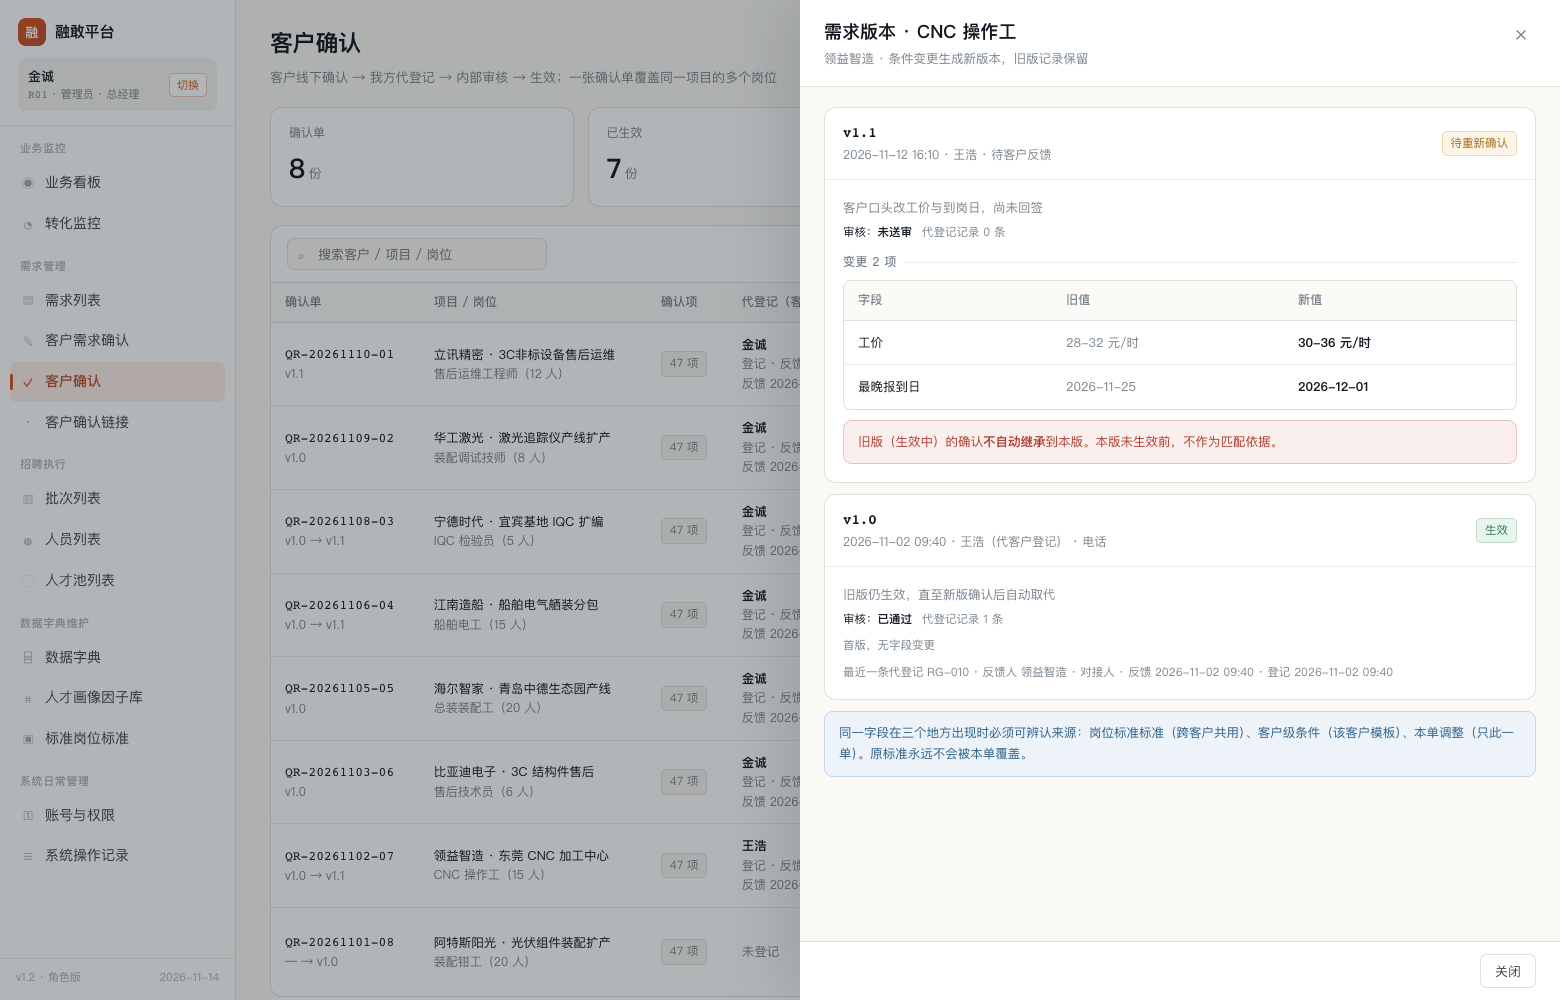 融
融敢平台
金诚
R01 · 管理员 · 总经理
切换
业务监控
业务看板
转化监控
需求管理
需求列表
客户需求确认
客户确认
客户确认链接
招聘执行
批次列表
人员列表
人才池列表
数据字典维护
数据字典
人才画像因子库
标准岗位标准
系统日常管理
账号与权限
系统操作记录
v1.2 · 角色版
2026-11-14
客户确认
客户线下确认 → 我方代登记 → 内部审核 → 生效；一张确认单覆盖同一项目的多个岗位
确认单
8 份
已生效
7 份
搜索客户 / 项目 / 岗位
确认单
项目 / 岗位
确认项
代登记（客
QR-20261110-01
v1.1
立讯精密 · 3C非标设备售后运维
售后运维工程师（12 人）
47 项
金诚
登记 · 反馈
反馈 2026-
QR-20261109-02
v1.0
华工激光 · 激光追踪仪产线扩产
装配调试技师（8 人）
47 项
金诚
登记 · 反馈
反馈 2026-
QR-20261108-03
v1.0 → v1.1
宁德时代 · 宜宾基地 IQC 扩编
IQC 检验员（5 人）
47 项
金诚
登记 · 反馈
反馈 2026-
QR-20261106-04
v1.0 → v1.1
江南造船 · 船舶电气舾装分包
船舶电工（15 人）
47 项
金诚
登记 · 反馈
反馈 2026-
QR-20261105-05
v1.0
海尔智家 · 青岛中德生态园产线
总装装配工（20 人）
47 项
金诚
登记 · 反馈
反馈 2026-
QR-20261103-06
v1.0
比亚迪电子 · 3C 结构件售后
售后技术员（6 人）
47 项
金诚
登记 · 反馈
反馈 2026-
QR-20261102-07
v1.0 → v1.1
领益智造 · 东莞 CNC 加工中心
CNC 操作工（15 人）
47 项
王浩
登记 · 反馈
反馈 2026-
QR-20261101-08
— → v1.0
阿特斯阳光 · 光伏组件装配扩产
装配钳工（20 人）
47 项
未登记
需求版本 · CNC 操作工
领益智造 · 条件变更生成新版本，旧版记录保留
v1.1
2026-11-12 16:10 · 王浩 · 待客户反馈
待重新确认
客户口头改工价与到岗日，尚未回签
审核：未送审 代登记记录 0 条
变更 2 项
字段
旧值
新值
工价
28-32 元/时
30-36 元/时
最晚报到日
2026-11-25
2026-12-01
旧版（生效中）的确认不自动继承到本版。本版未生效前，不作为匹配依据。
v1.0
2026-11-02 09:40 · 王浩（代客户登记） · 电话
生效
旧版仍生效，直至新版确认后自动取代
审核：已通过 代登记记录 1 条
首版，无字段变更
最近一条代登记 RG-010 · 反馈人 领益智造 · 对接人 · 反馈 2026-11-02 09:40 · 登记 2026-11-02 09:40
同一字段在三个地方出现时必须可辨认来源：岗位标准标准（跨客户共用）、客户级条件（该客户模板）、本单调整（只此一
单）。原标准永远不会被本单覆盖。
关闭